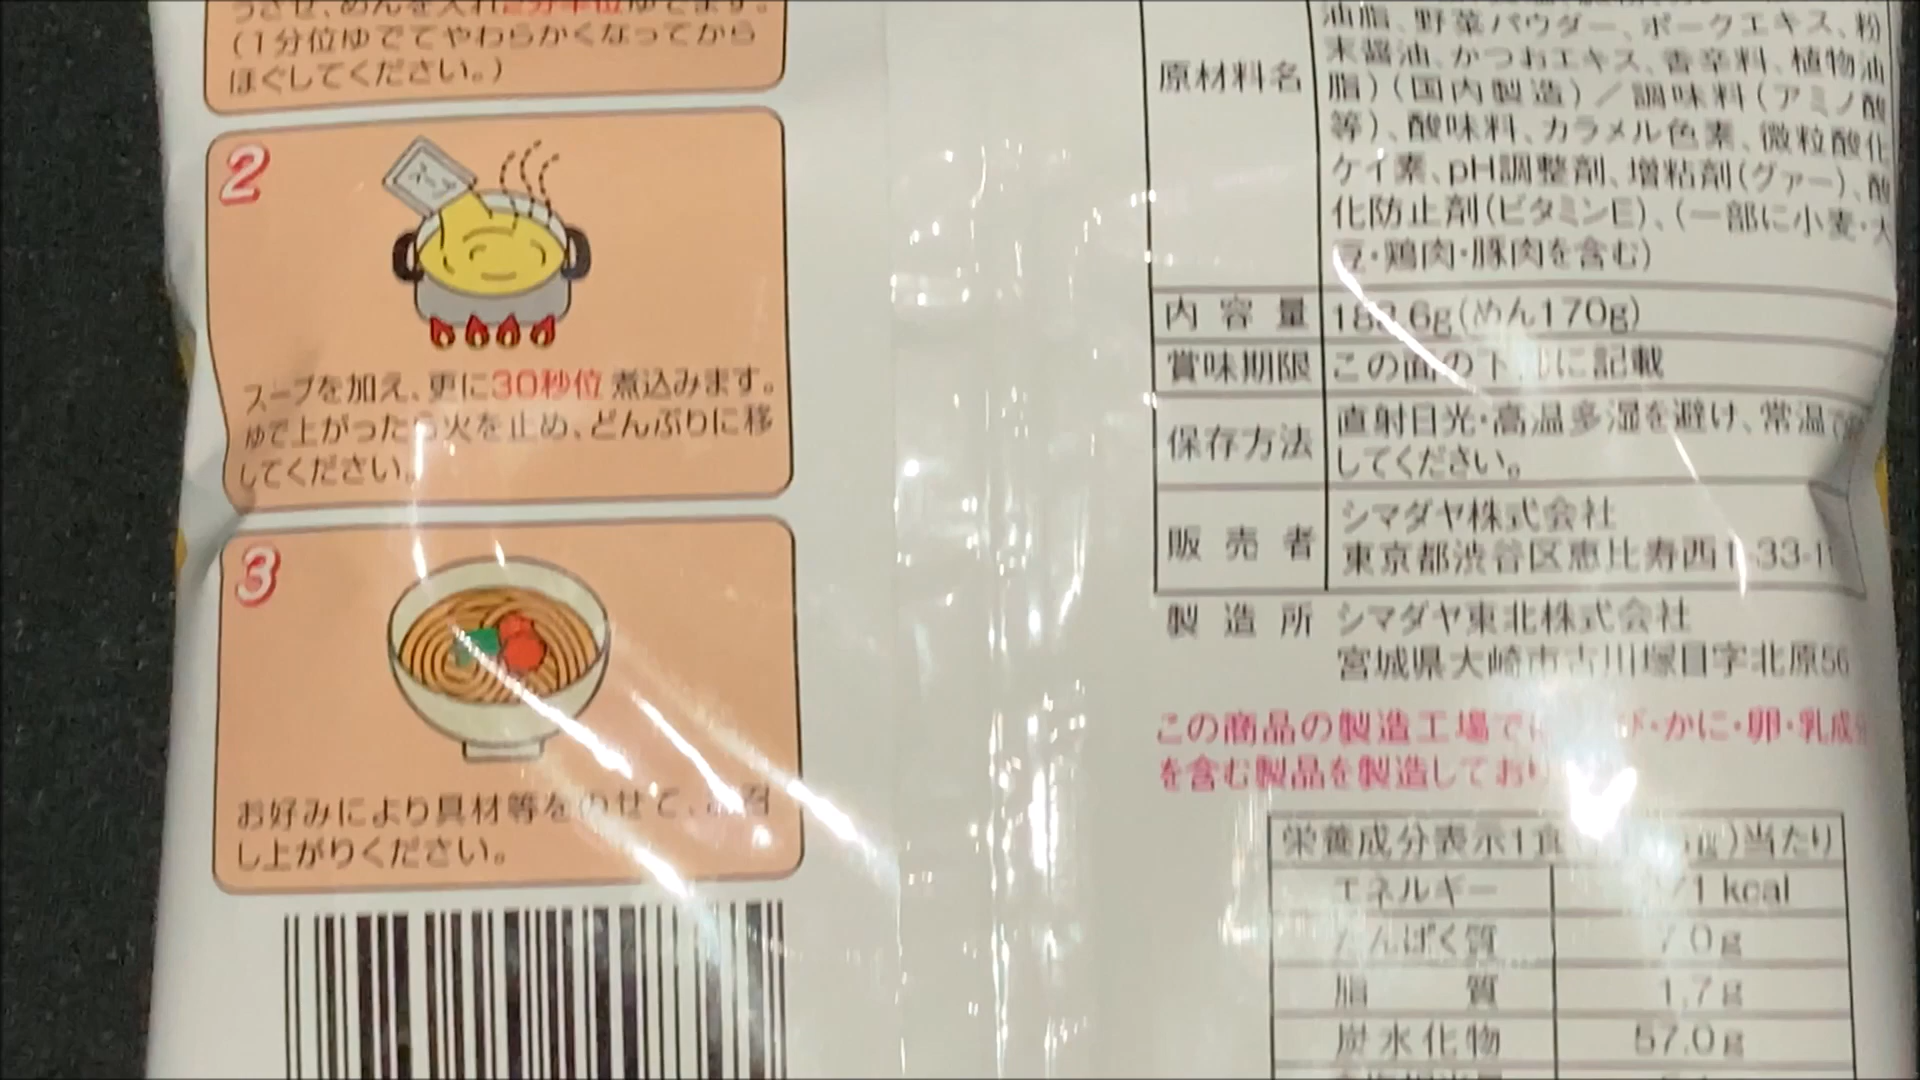 (1分位ゆでてやわらかくなってから
ほぐしてください。)
2
スープ
スープを加え、更に30秒位煮込みます。
ゆで上がったら火を止め、どんぶりに移
してください。
3
お好みにより具材等をのせて、お召
し上がりください。
原材料名
油脂、野菜パウダー、ポークエキス、粉
末醤油、かつおエキス、香辛料、植物油
脂)(国内製造)/調味料(アミノ酸
等)、酸味料、カラメル色素、微粒酸化
ケイ素、pH調整剤、増粘剤(グァー)、酸
化防止剤(ビタミンE)、(一部に小麦・大
豆・鶏肉・豚肉を含む)
内容量 6g(めん170g)
賞味期限 この面の下に記載
保存方法 直射日光・高温多湿を避け、常温で
してください。
販売者 シマダヤ株式会社
東京都渋谷区恵比寿西1-33-11
製造所 シマダヤ東北株式会社
宮城県大崎市古川塚目字北原56
この商品の製造工場では ・かに・卵・乳成分
を含む製品を製造しており
栄養成分表示1食 g)当たり
エネルギー kcal
たんぱく質 7.0g
脂質 1.7g
炭水化物 57.0g